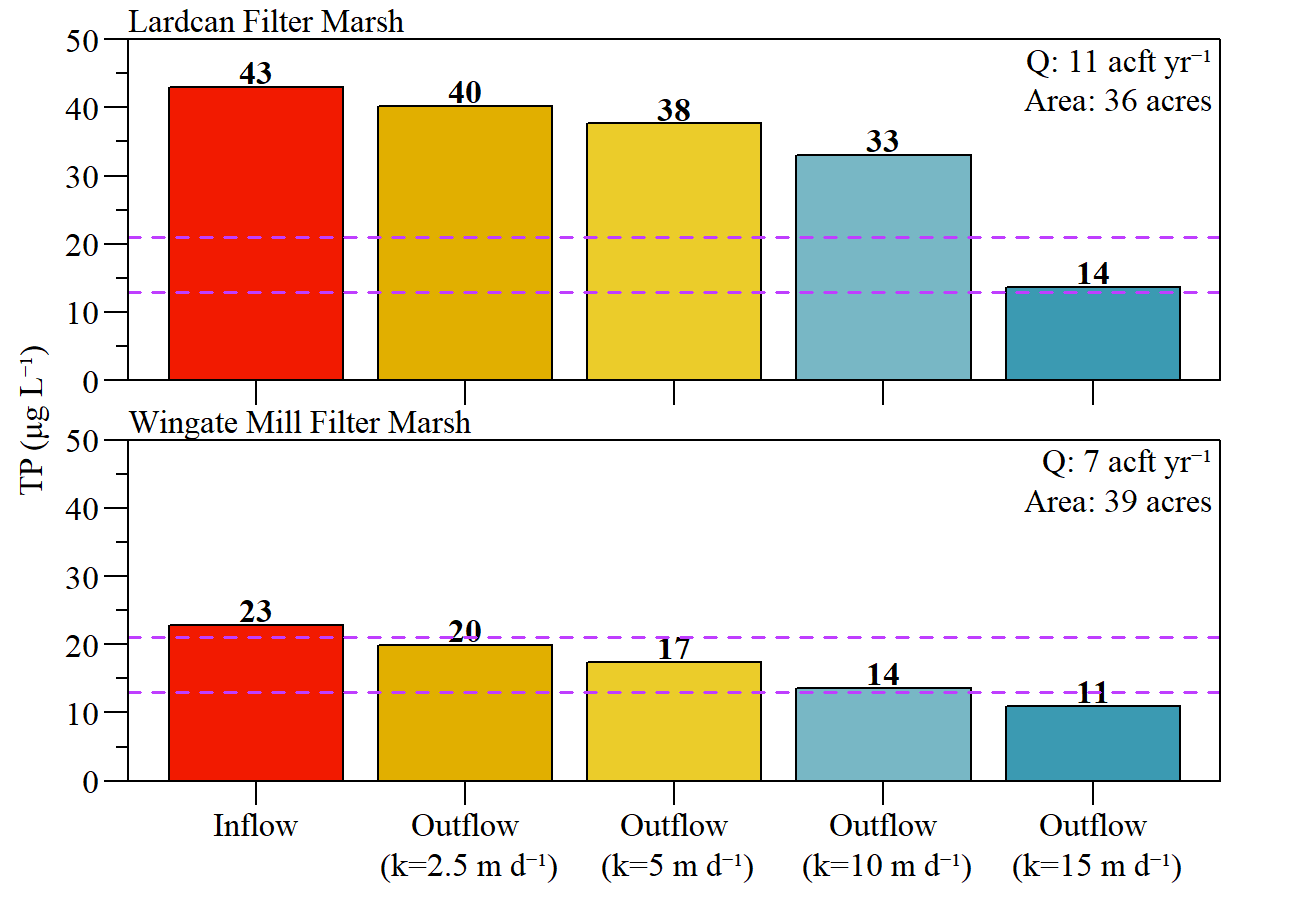 Lardcan Filter Marsh
Q: 11 acft yr⁻¹
Area: 36 acres
50
40
30
20
10
0
43
40
38
33
14
TP (µg L⁻¹)
Wingate Mill Filter Marsh
Q: 7 acft yr⁻¹
Area: 39 acres
50
40
30
20
10
0
23
20
17
14
11
Inflow
Outflow
(k=2.5 m d⁻¹)
Outflow
(k=5 m d⁻¹)
Outflow
(k=10 m d⁻¹)
Outflow
(k=15 m d⁻¹)